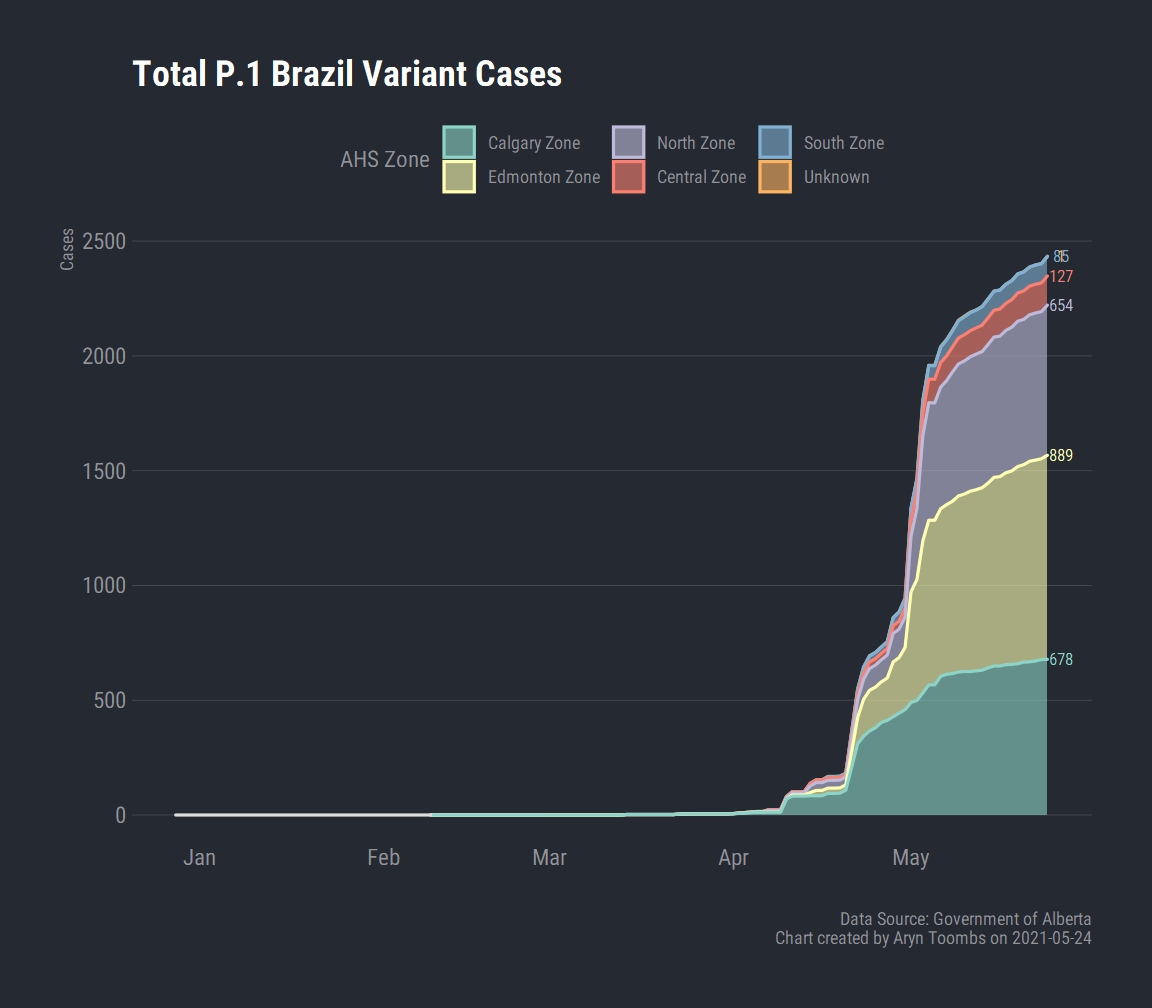 Total P.1 Brazil Variant Cases
AHS Zone
Calgary Zone
North Zone
South Zone
Edmonton Zone
Central Zone
Unknown
Cases
2500
2000
1500
1000
500
0
127
654
889
678
Jan
Feb
Mar
Apr
May
Data Source: Government of Alberta
Chart created by Aryn Toombs on 2021-05-24